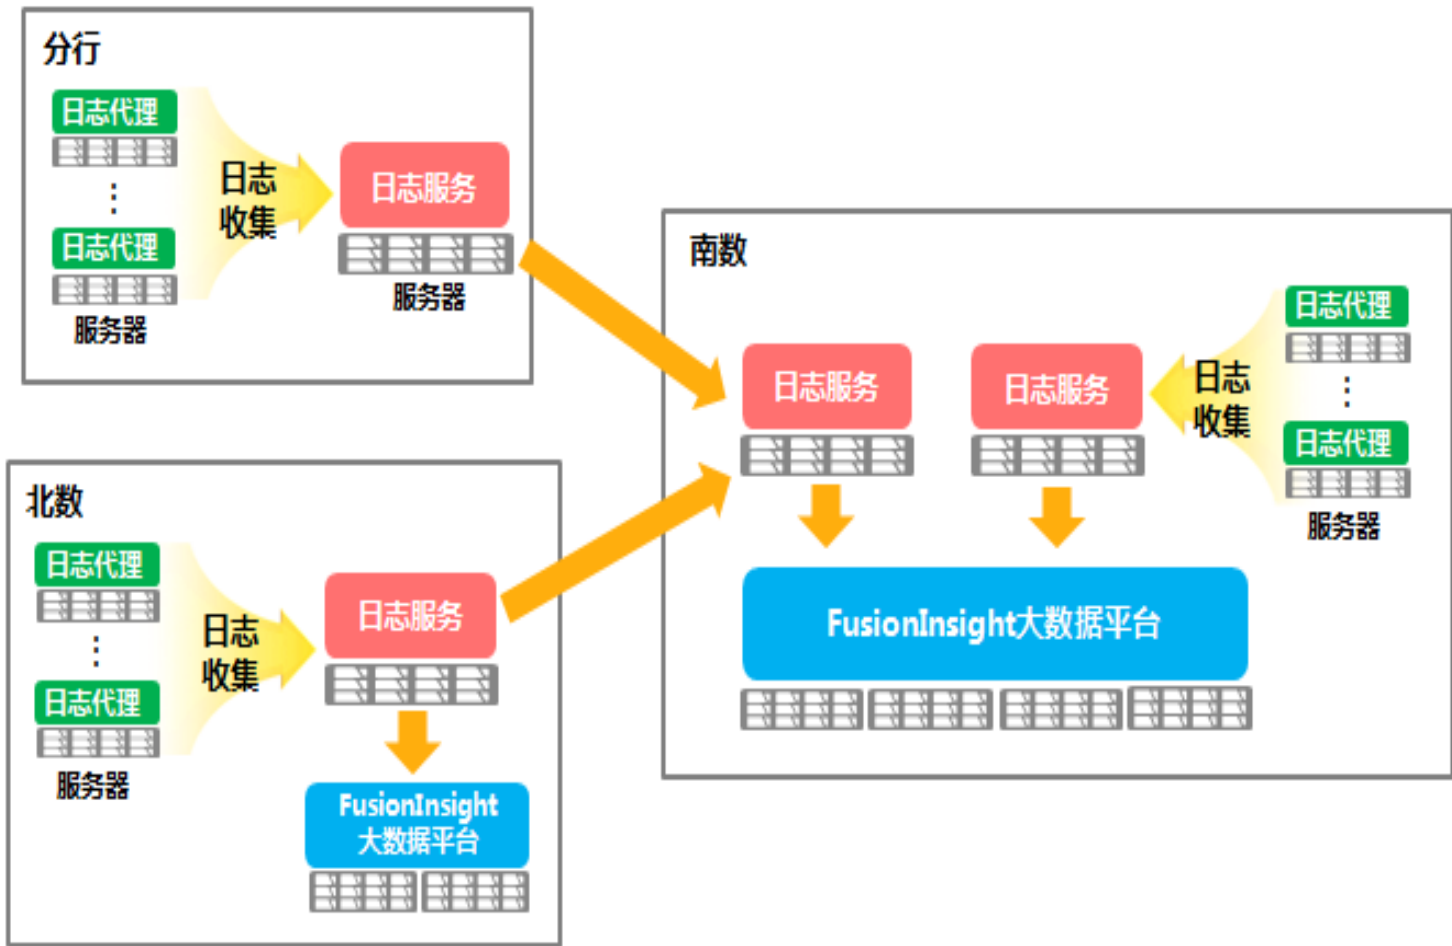 分行
日志代理
⋮
日志代理
服务器
日志
收集
日志服务
服务器
北数
日志代理
⋮
日志代理
服务器
日志
收集
日志服务
FusionInsight
大数据平台
南数
日志服务
日志服务
日志
收集
日志代理
⋮
日志代理
服务器
FusionInsight大数据平台